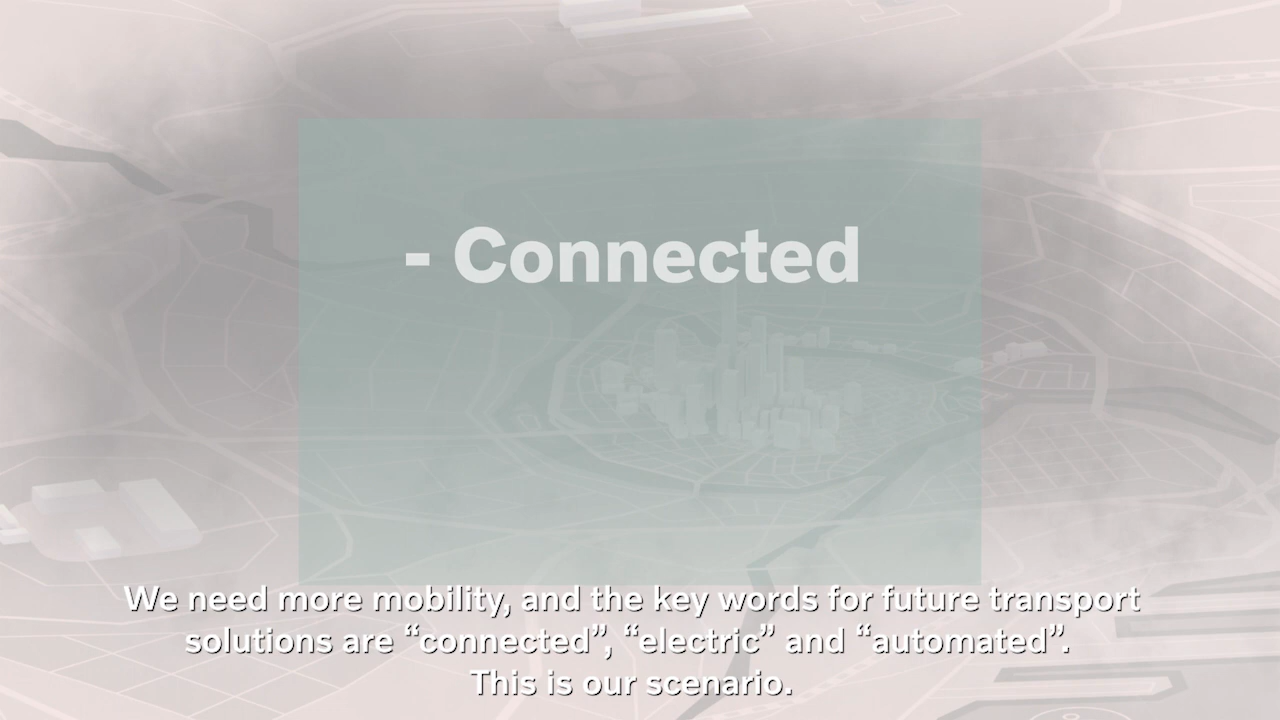 - Connected
We need more mobility, and the key words for future transport
solutions are “connected”, “electric” and “automated”.
This is our scenario.